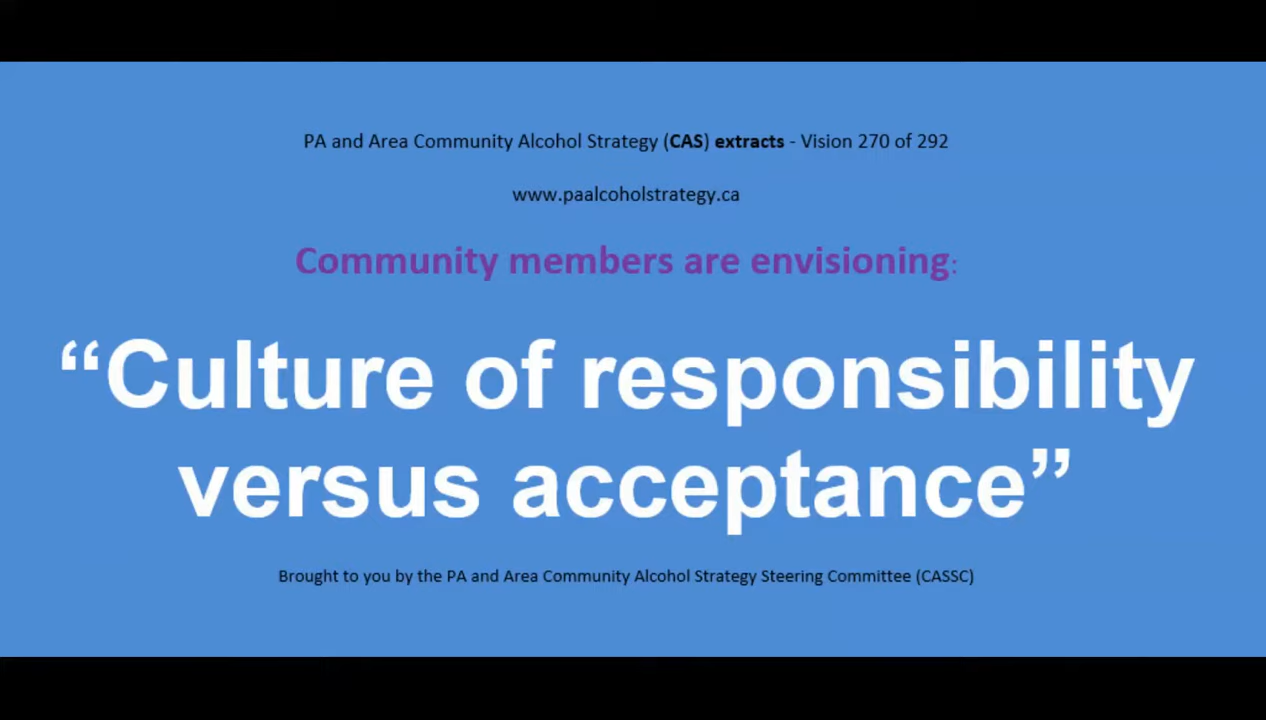 PA and Area Community Alcohol Strategy (CAS) extracts - Vision 270 of 292
www.paalcoholstrategy.ca
Community members are envisioning:
“Culture of responsibility
versus acceptance”
Brought to you by the PA and Area Community Alcohol Strategy Steering Committee (CASSC)